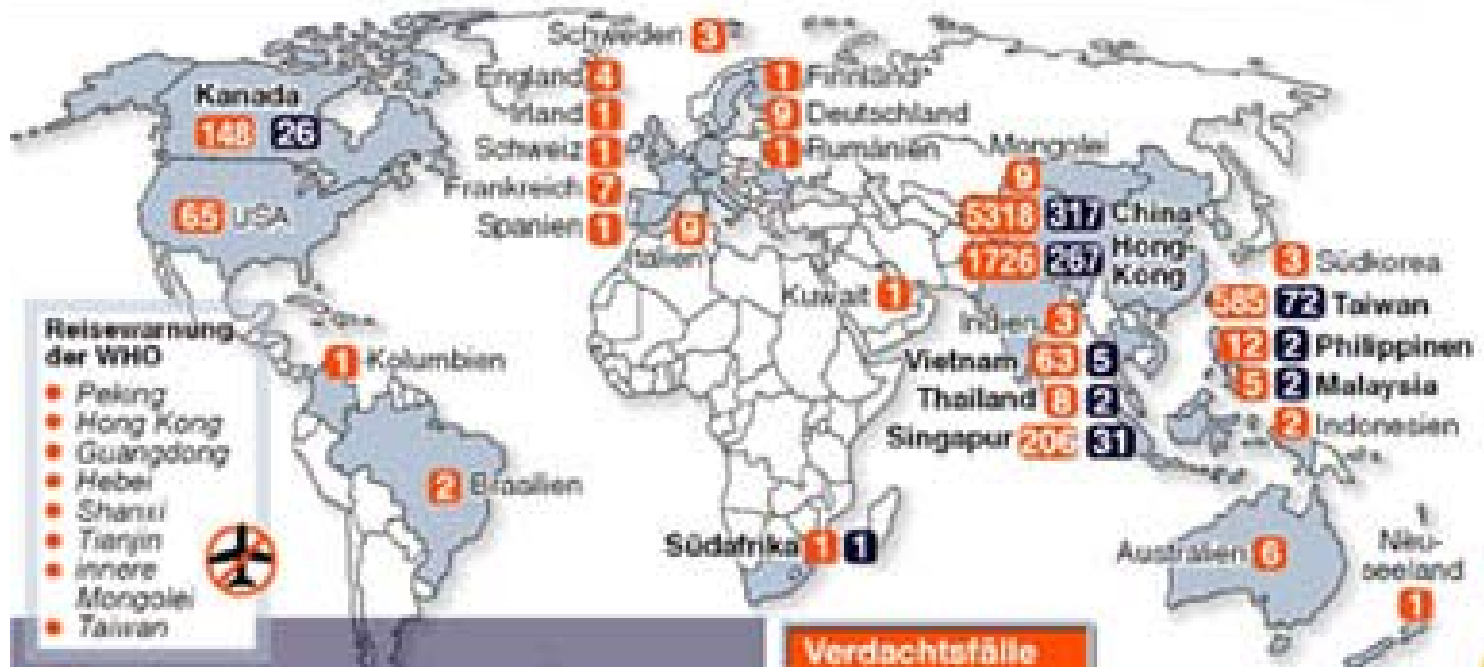 Schweden 3
England 4
Irland 1
Schweiz 1
Frankreich 7
Spanien 1
9
Italien
1 Finnland*
9 Deutschland
1 Rumänien
Kanada
148 26
65 USA
Mongolei
9
5318 317 China
1726 267 Hong-
Kong
3 Südkorea
585 72 Taiwan
12 2 Philippinen
5 2 Malaysia
2 Indonesien
Kuwait 1
Indien 3
Vietnam 63 5
Thailand 8 2
Singapur 206 31
1 Kolumbien
2 Brasilien
Südafrika 1 1
Australien 6
Neu-
seeland
1
Reisewarnung
der WHO
Peking
Hong Kong
Guangdong
Hebei
Shanxi
Tianjin
innere
Mongolei
Taiwan
Verdachtsfälle